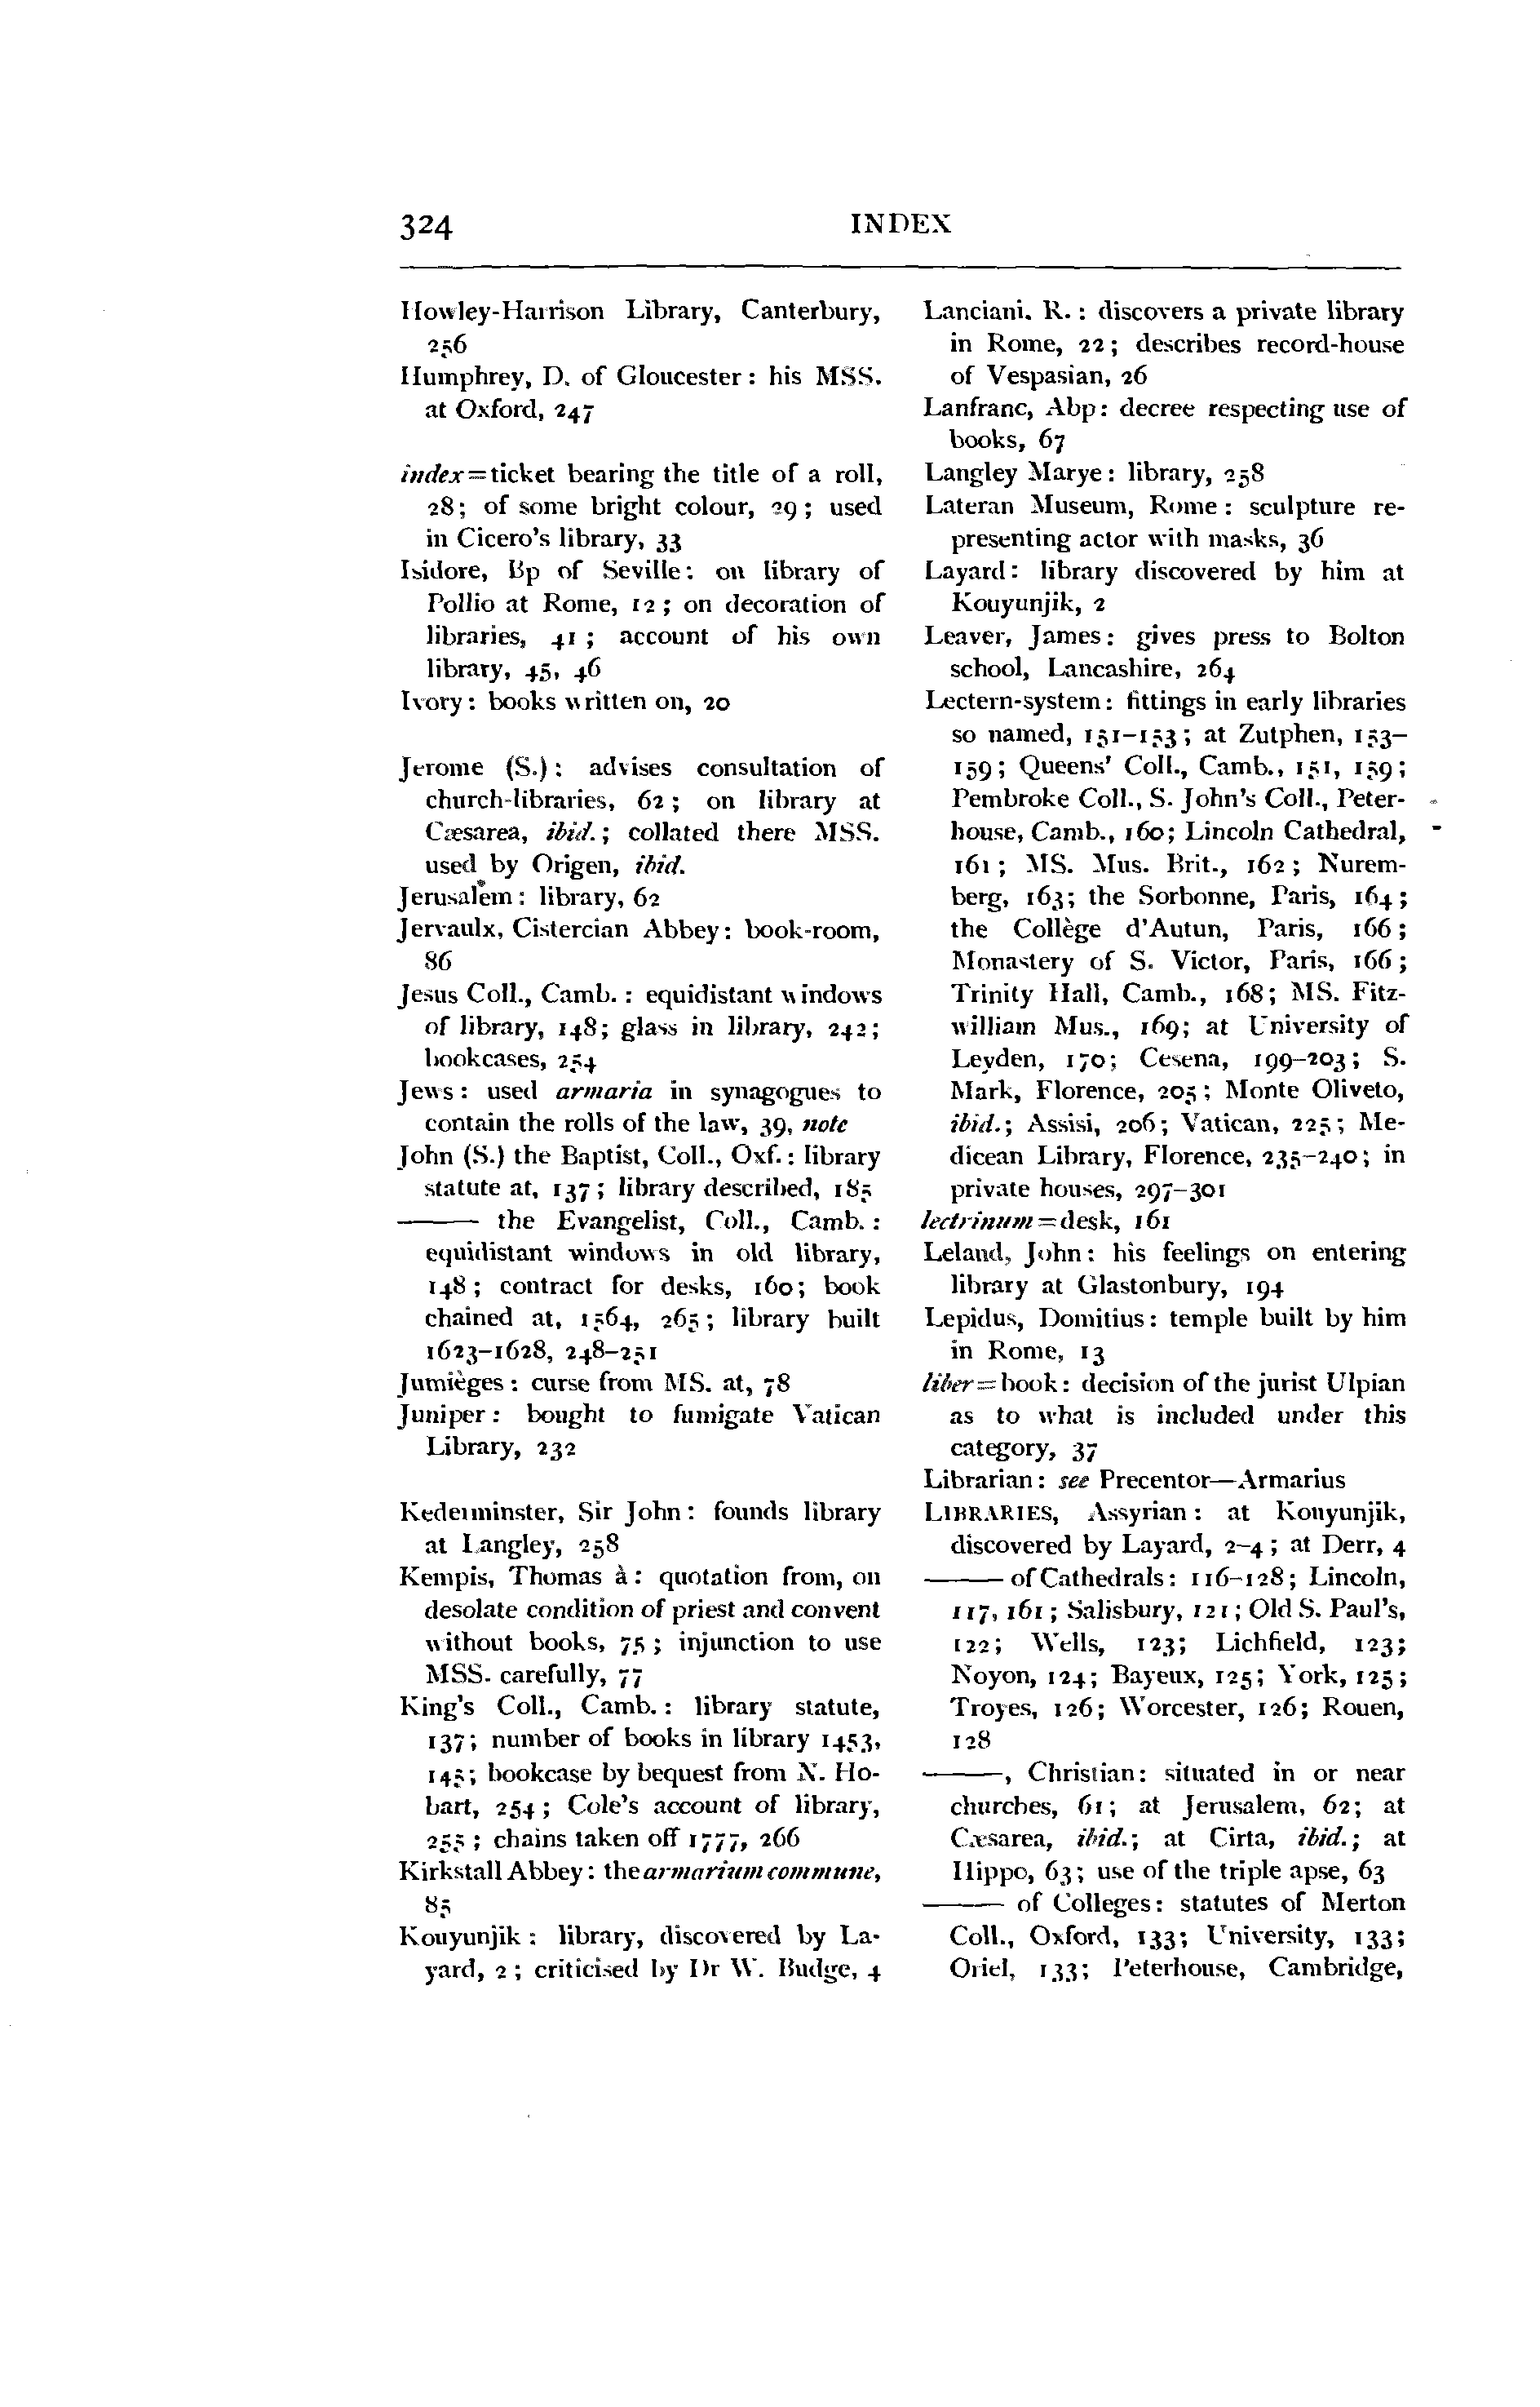 324
INDEX
Howley-Harrison Library, Canterbury,
256
Humphrey, D. of Gloucester: his MSS.
at Oxford, 247
index=ticket bearing the title of a roll,
28; of some bright colour, 29; used
in Cicero's library, 33
Isidore, Bp of Seville: on library of
Pollio at Rome, 12; on decoration of
libraries, 41; account of his own
library, 45, 46
Ivory: books written on, 20
Jerome (S.): advises consultation of
church-libraries, 62; on library at
Cæsarea, ibid.; collated there MSS.
used by Origen, ibid.
Jerusalem: library, 62
Jervaulx, Cistercian Abbey: book-room,
86
Jesus Coll., Camb.: equidistant windows
of library, 148; glass in library, 242;
bookcases, 254
Jews: used armaria in synagogues to
contain the rolls of the law, 39, note
John (S.) the Baptist, Coll., Oxf.: library
statute at, 137; library described, 185
——— the Evangelist, Coll., Camb.:
equidistant windows in old library,
148; contract for desks, 160; book
chained at, 1564, 265; library built
1623–1628, 248–251
Jumièges: curse from MS. at, 78
Juniper: bought to fumigate Vatican
Library, 232
Kederminster, Sir John: founds library
at Langley, 258
Kempis, Thomas à: quotation from, on
desolate condition of priest and convent
without books, 75; injunction to use
MSS. carefully, 77
King's Coll., Camb.: library statute,
137; number of books in library 1453,
145; bookcase by bequest from N. Ho-
bart, 254; Cole's account of library,
255; chains taken off 1777, 266
Kirkstall Abbey: the armarium commune,
85
Kouyunjik: library, discovered by La-
yard, 2; criticised by Dr W. Budge, 4
Lanciani, R.: discovers a private library
in Rome, 22; describes record-house
of Vespasian, 26
Lanfranc, Abp: decree respecting use of
books, 67
Langley Marye: library, 258
Lateran Museum, Rome: sculpture re-
presenting actor with masks, 36
Layard: library discovered by him at
Kouyunjik, 2
Leaver, James: gives press to Bolton
school, Lancashire, 264
Lectern-system: fittings in early libraries
so named, 151–153; at Zutphen, 153–
159; Queens' Coll., Camb., 151, 159;
Pembroke Coll., S. John's Coll., Peter-
house, Camb., 160; Lincoln Cathedral,
161; MS. Mus. Brit., 162; Nurem-
berg, 163; the Sorbonne, Paris, 164;
the Collège d'Autun, Paris, 166;
Monastery of S. Victor, Paris, 166;
Trinity Hall, Camb., 168; MS. Fitz-
william Mus., 169; at University of
Leyden, 170; Cesena, 199–203; S.
Mark, Florence, 205; Monte Oliveto,
ibid.; Assisi, 206; Vatican, 225; Me-
dicean Library, Florence, 235–240; in
private houses, 297–301
lectrinum=desk, 161
Leland, John: his feelings on entering
library at Glastonbury, 194
Lepidus, Domitius: temple built by him
in Rome, 13
liber=book: decision of the jurist Ulpian
as to what is included under this
category, 37
Librarian: see Precentor—Armarius
LIBRARIES, Assyrian: at Kouyunjik,
discovered by Layard, 2–4; at Derr, 4
——— of Cathedrals: 116–128; Lincoln,
117, 161; Salisbury, 121; Old S. Paul's,
122; Wells, 123; Lichfield, 123;
Noyon, 124; Bayeux, 125; York, 125;
Troyes, 126; Worcester, 126; Rouen,
128
———, Christian: situated in or near
churches, 61; at Jerusalem, 62; at
Cæsarea, ibid.; at Cirta, ibid.; at
Hippo, 63; use of the triple apse, 63
——— of Colleges: statutes of Merton
Coll., Oxford, 133; University, 133;
Oriel, 133; Peterhouse, Cambridge,